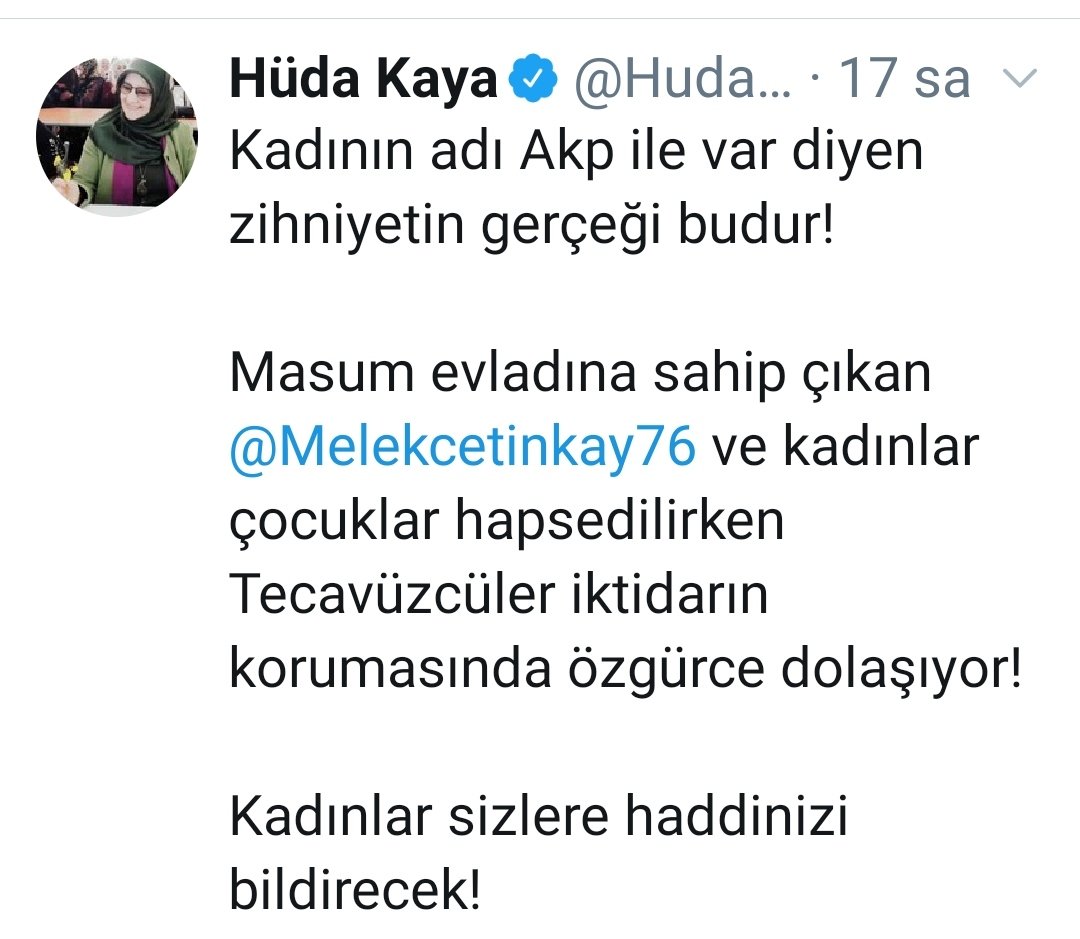 Hüda Kaya @Huda... · 17 sa
Kadının adı Akp ile var diyen
zihniyetin gerçeği budur!
Masum evladına sahip çıkan
@Melekcetinkay76 ve kadınlar
çocuklar hapsedilirken
Tecavüzcüler iktidarın
korumasında özgürce dolaşıyor!
Kadınlar sizlere haddinizi
bildirecek!